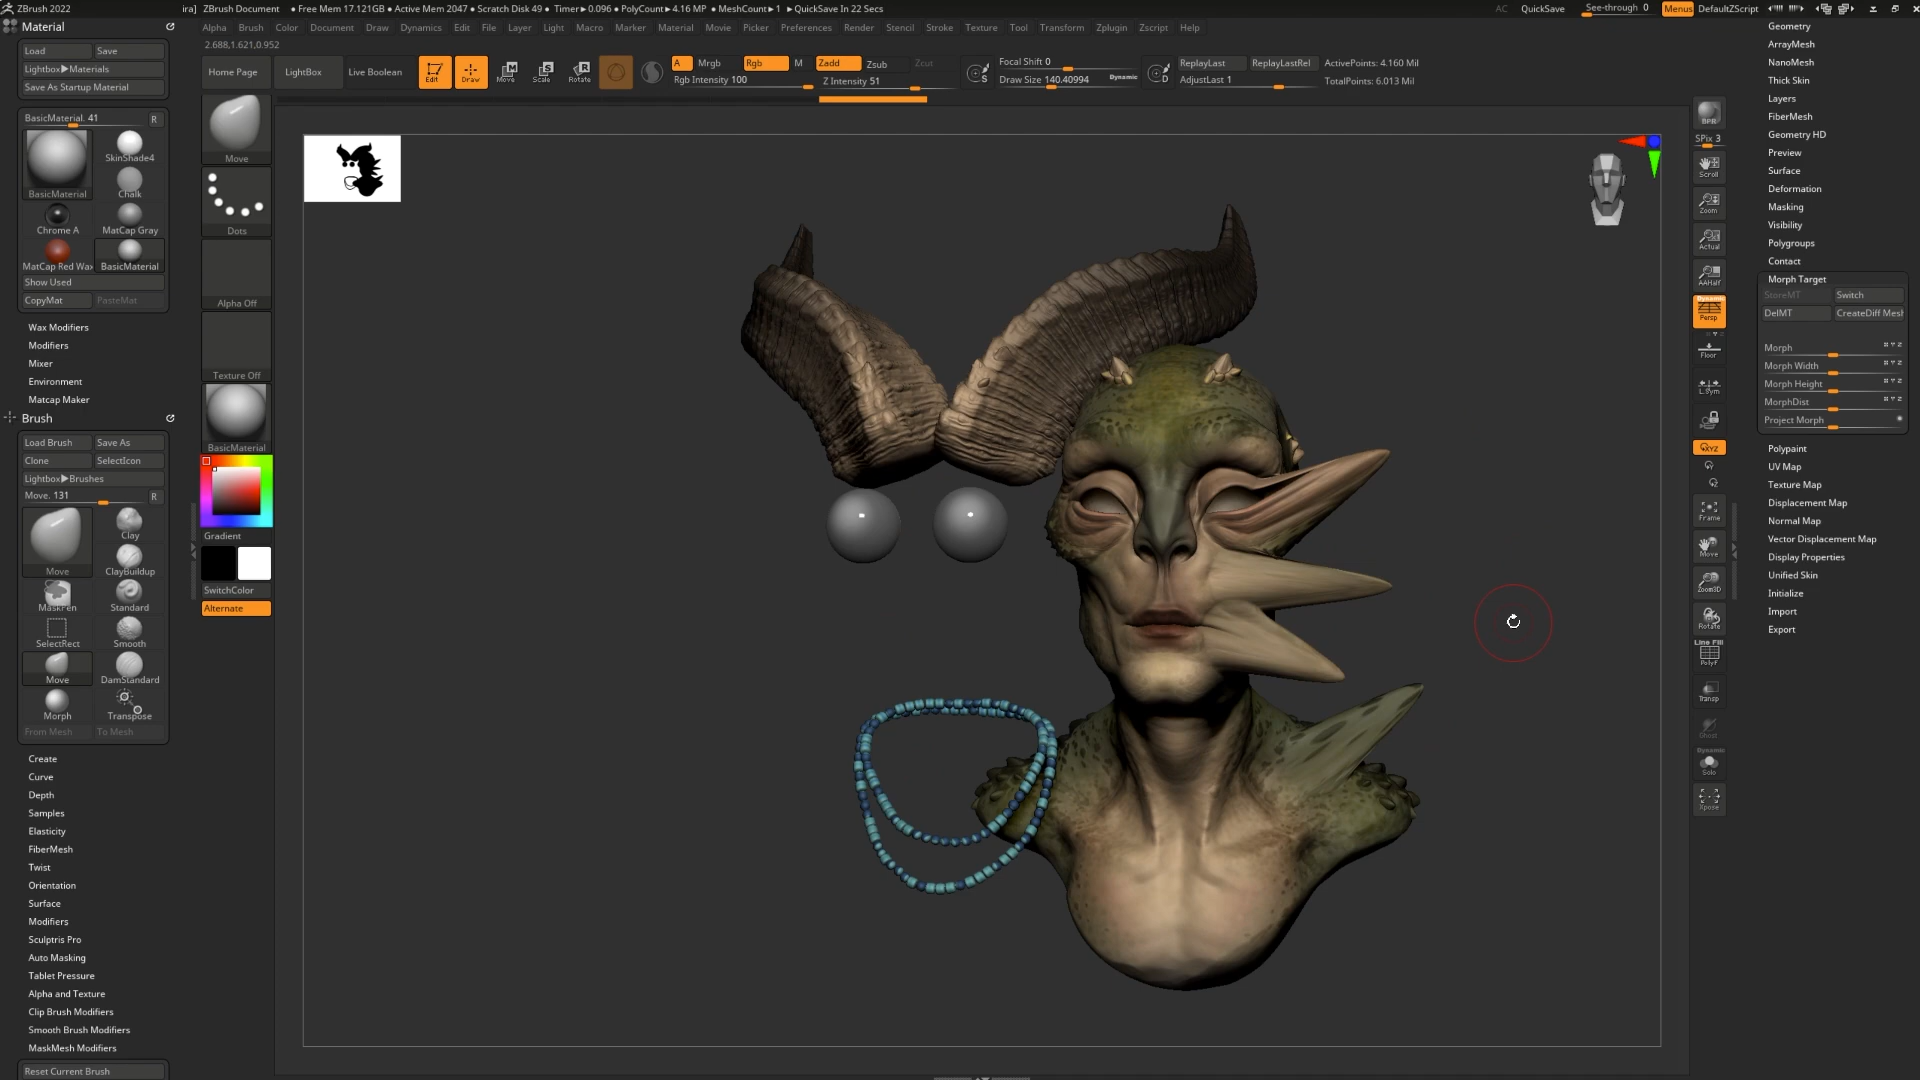 ZBrush 2022
ira]
ZBrush Document
● Free Mem 17.121GB ● Active Mem 2047 ● Scratch Disk 49 ● Timer►0.096 ● PolyCount►4.16 MP ● MeshCount►1 ►QuickSave In 22 Secs
AC
QuickSave
See-through 0
Menus
DefaultZScript
Material
Alpha Brush Color Document Draw Dynamics Edit File Layer Light Macro Marker Material Movie Picker Preferences Render Stencil Stroke Texture Tool Transform Zplugin Zscript Help
2.688,1.621,0.952
Load
Save
Lightbox►Materials
Save As Startup Material
BasicMaterial. 41
R
SkinShade4
BasicMaterial
Chalk
Chrome A
MatCap Gray
MatCap Red Wax
BasicMaterial
Show Used
CopyMat
PasteMat
Wax Modifiers
Modifiers
Mixer
Environment
Matcap Maker
Brush
Load Brush
Save As
Clone
SelectIcon
Lightbox►Brushes
Move. 131
R
Clay
Move
ClayBuildup
MaskPen
Standard
SelectRect
Smooth
Move
DamStandard
Morph
Transpose
From Mesh
To Mesh
Create
Curve
Depth
Samples
Elasticity
FiberMesh
Twist
Orientation
Surface
Modifiers
Sculptris Pro
Auto Masking
Tablet Pressure
Alpha and Texture
Clip Brush Modifiers
Smooth Brush Modifiers
MaskMesh Modifiers
Reset Current Brush
Home Page
LightBox
Live Boolean
Edit
Draw
Move
Scale
Rotate
A
Mrgb
Rgb
M
Rgb Intensity 100
Zadd
Zsub
Zcut
Z Intensity 51
S
Focal Shift 0
Draw Size 140.40994
Dynamic
D
ReplayLast
ReplayLastRel
AdjustLast 1
ActivePoints: 4.160 Mil
TotalPoints: 6.013 Mil
Move
Dots
Alpha Off
Texture Off
BasicMaterial
Gradient
SwitchColor
Alternate
BPR
SPix 3
Scroll
Zoom
Actual
AAHalf
Dynamic
Persp
Floor
L.Sym
XYZ
Frame
Move
Zoom3D
Rotate
Line Fill
PolyF
Transp
Ghost
Dynamic
Solo
Xpose
Geometry
ArrayMesh
NanoMesh
Thick Skin
Layers
FiberMesh
Geometry HD
Preview
Surface
Deformation
Masking
Visibility
Polygroups
Contact
Morph Target
StoreMT
Switch
DelMT
CreateDiff Mesh
Morph
Morph Width
Morph Height
MorphDist
Project Morph
Polypaint
UV Map
Texture Map
Displacement Map
Normal Map
Vector Displacement Map
Display Properties
Unified Skin
Initialize
Import
Export